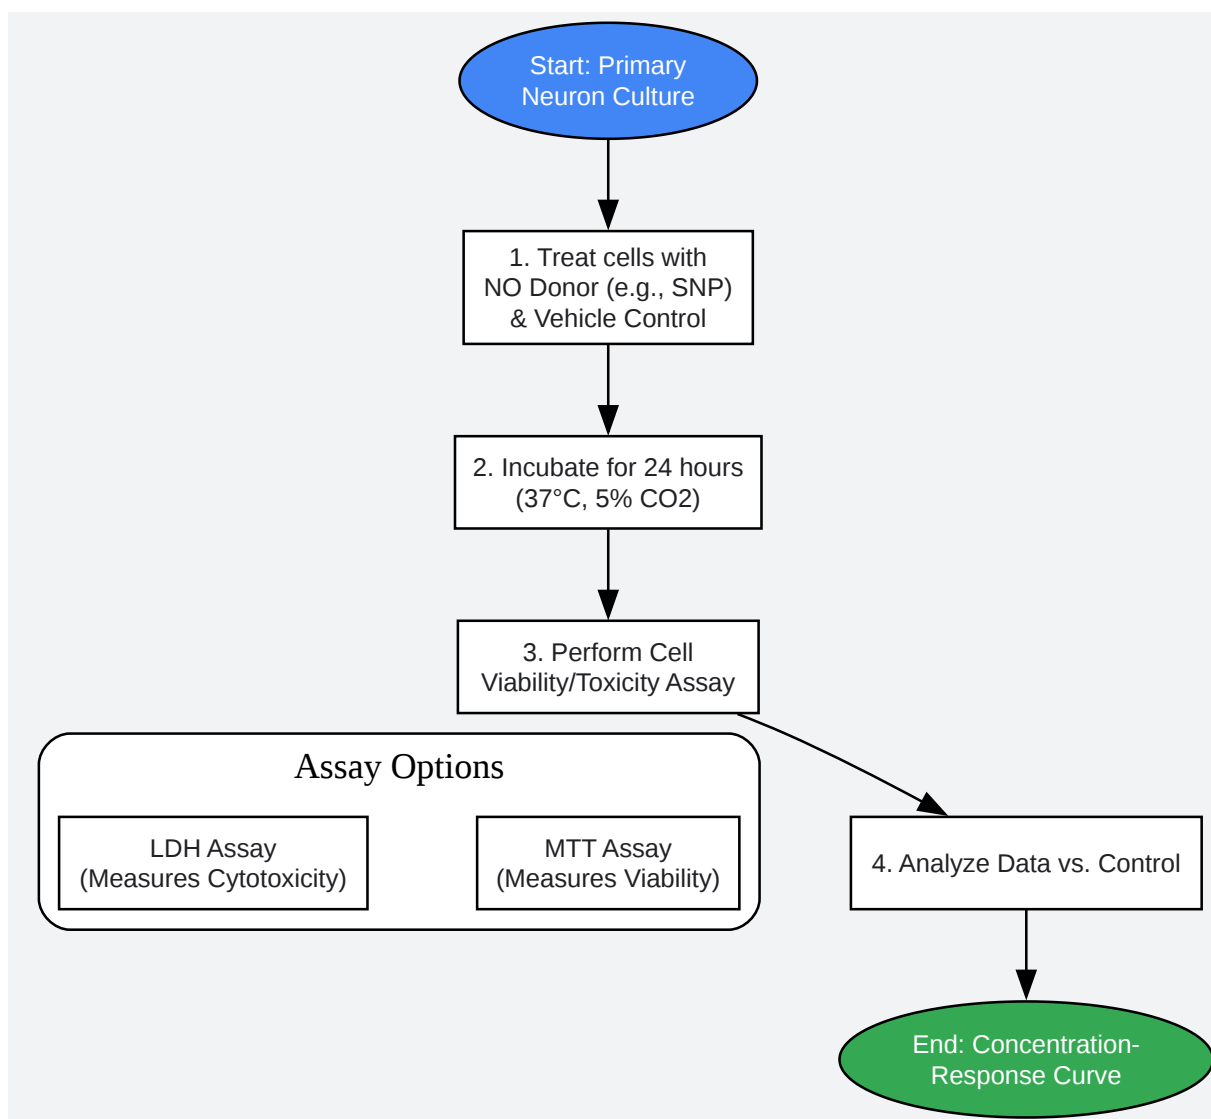 Start: Primary
Neuron Culture
1. Treat cells with
NO Donor (e.g., SNP)
& Vehicle Control
2. Incubate for 24 hours
(37°C, 5% CO2)
3. Perform Cell
Viability/Toxicity Assay
Assay Options
LDH Assay
(Measures Cytotoxicity)
MTT Assay
(Measures Viability)
4. Analyze Data vs. Control
End: Concentration-
Response Curve